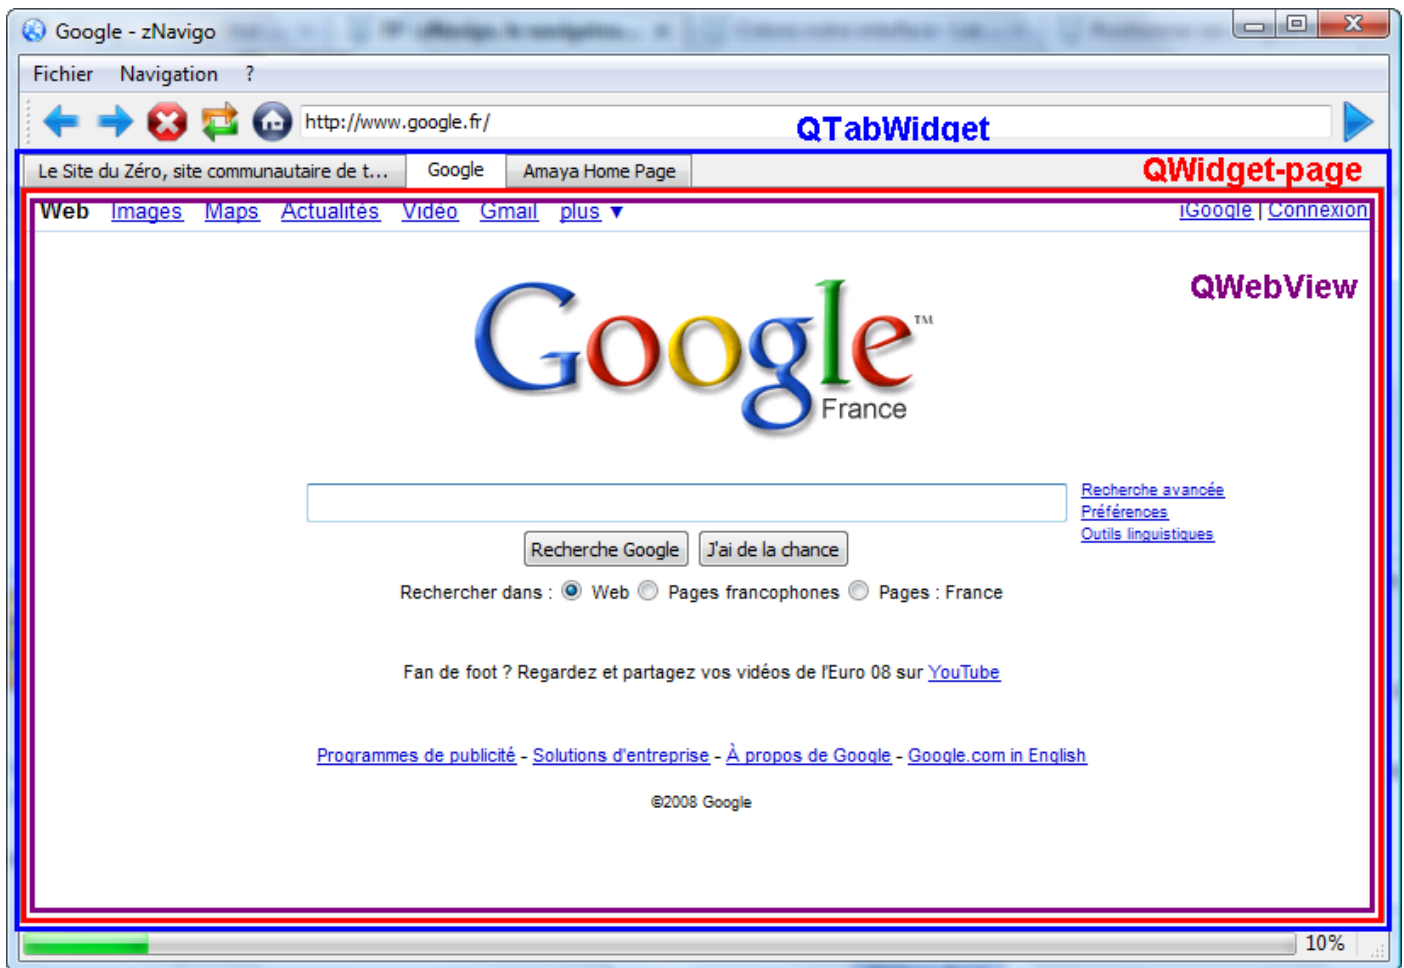 Google - zNavigo
Fichier Navigation ?
http://www.google.fr/
QTabWidget
Le Site du Zéro, site communautaire de t... Google Amaya Home Page
QWidget-page
Web Images Maps Actualités Vidéo Gmail plus ▼ iGoogle | Connexion
QWebView
Google™
France
Recherche avancée
Préférences
Outils linguistiques
Recherche Google J'ai de la chance
Rechercher dans : Web Pages francophones Pages : France
Fan de foot ? Regardez et partagez vos vidéos de l'Euro 08 sur YouTube
Programmes de publicité - Solutions d'entreprise - À propos de Google - Google.com in English
©2008 Google
10%